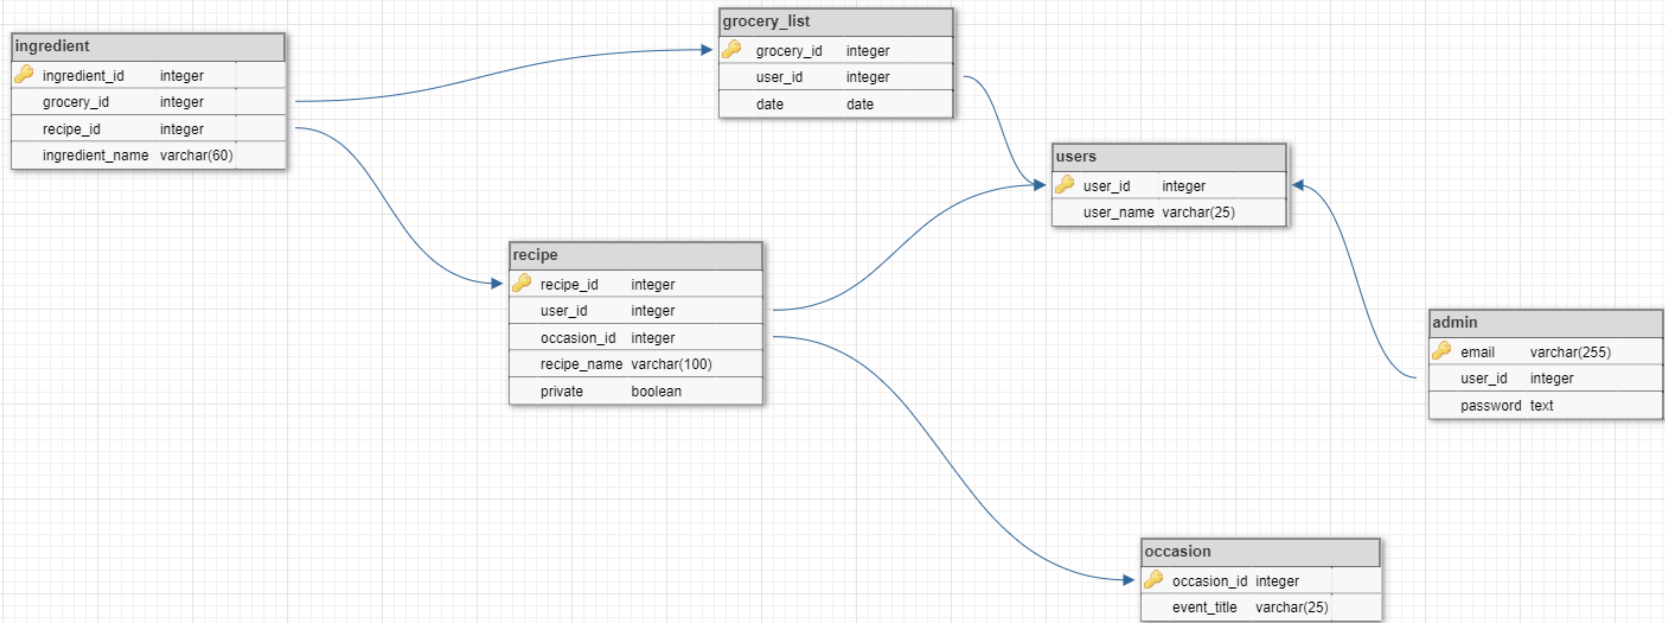 ingredient
ingredient_id integer
grocery_id integer
recipe_id integer
ingredient_name varchar(60)
grocery_list
grocery_id integer
user_id integer
date date
users
user_id integer
user_name varchar(25)
recipe
recipe_id integer
user_id integer
occasion_id integer
recipe_name varchar(100)
private boolean
admin
email varchar(255)
user_id integer
password text
occasion
occasion_id integer
event_title varchar(25)